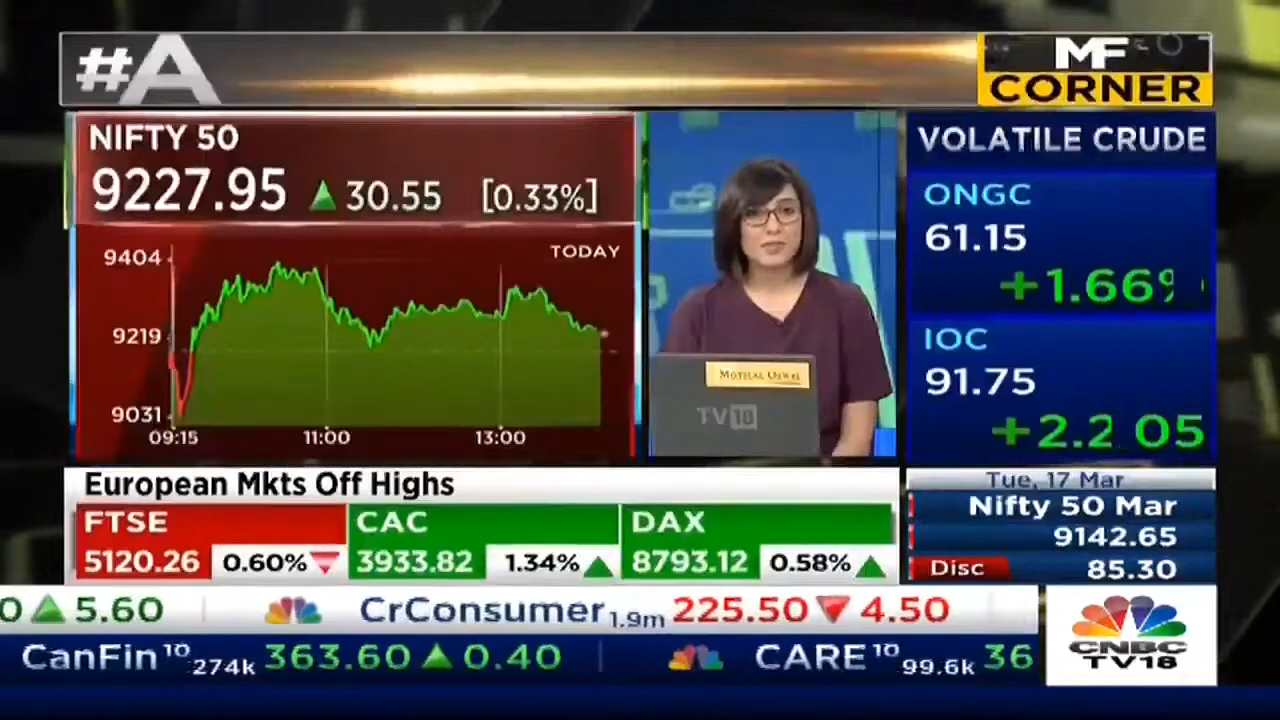 #A
MF
CORNER
NIFTY 50
9227.95 ▲ 30.55 [0.33%]
TODAY
9404
9219
9031
09:15 11:00 13:00
MOTILAL OSWAL
TV18
VOLATILE CRUDE
ONGC
61.15
+1.66%
IOC
91.75
+2.2 05
European Mkts Off Highs
FTSE
5120.26 0.60% ▼
CAC
3933.82 1.34% ▲
DAX
8793.12 0.58% ▲
Tue, 17 Mar
Nifty 50 Mar
9142.65
Disc 85.30
0 ▲ 5.60 CrConsumer 1.9m 225.50 ▼ 4.50
CanFin 10 274k 363.60 ▲ 0.40 CARE 10 99.6k 36
CNBC
TV18